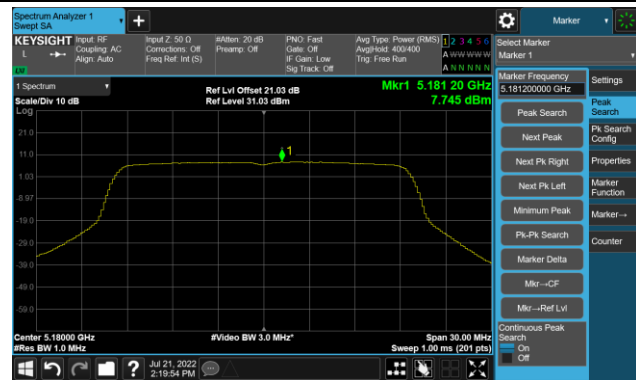 Spectrum Analyzer 1
Swept SA
Marker
KEYSIGHT
L
Input: RF
Coupling: AC
Align: Auto
Input Z: 50 Ω
Corrections: Off
Freq Ref: Int (S)
#Atten: 20 dB
Preamp: Off
PNO: Fast
Gate: Off
IF Gain: Low
Sig Track: Off
Avg Type: Power (RMS)
Avg|Hold: 400/400
Trig: Free Run
1 2 3 4 5 6
A W W W W W
A N N N N N
Select Marker
Marker 1
1 Spectrum
Scale/Div 10 dB
Log
Ref Lvl Offset 21.03 dB
Ref Level 31.03 dBm
Mkr1 5.181 20 GHz
7.745 dBm
21.0
11.0
1.03
-8.97
-19.0
-29.0
-39.0
-49.0
-59.0
1
Center 5.18000 GHz
#Res BW 1.0 MHz
#Video BW 3.0 MHz*
Span 30.00 MHz
Sweep 1.00 ms (201 pts)
Marker Frequency
5.181200000 GHz
Peak Search
Next Peak
Next Pk Right
Next Pk Left
Minimum Peak
Pk-Pk Search
Marker Delta
Mkr→CF
Mkr→Ref Lvl
Continuous Peak
Search
On
Off
Settings
Peak
Search
Pk Search
Config
Properties
Marker
Function
Marker→
Counter
Jul 21, 2022
2:19:54 PM